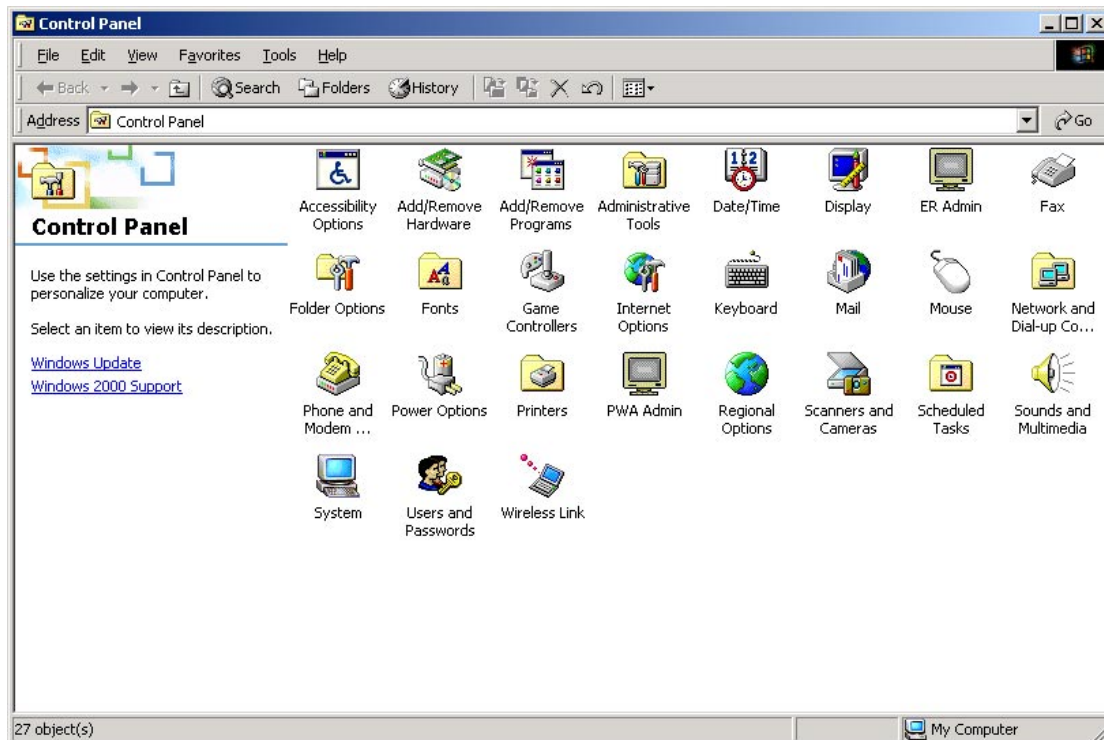 Control Panel
File Edit View Favorites Tools Help
Back Search Folders History
Address Control Panel Go
Control Panel
Use the settings in Control Panel to
personalize your computer.
Select an item to view its description.
Windows Update
Windows 2000 Support
Accessibility Options
Add/Remove Hardware
Add/Remove Programs
Administrative Tools
Date/Time
Display
ER Admin
Fax
Folder Options
Fonts
Game Controllers
Internet Options
Keyboard
Mail
Mouse
Network and Dial-up Co...
Phone and Modem ...
Power Options
Printers
PWA Admin
Regional Options
Scanners and Cameras
Scheduled Tasks
Sounds and Multimedia
System
Users and Passwords
Wireless Link
27 object(s) My Computer